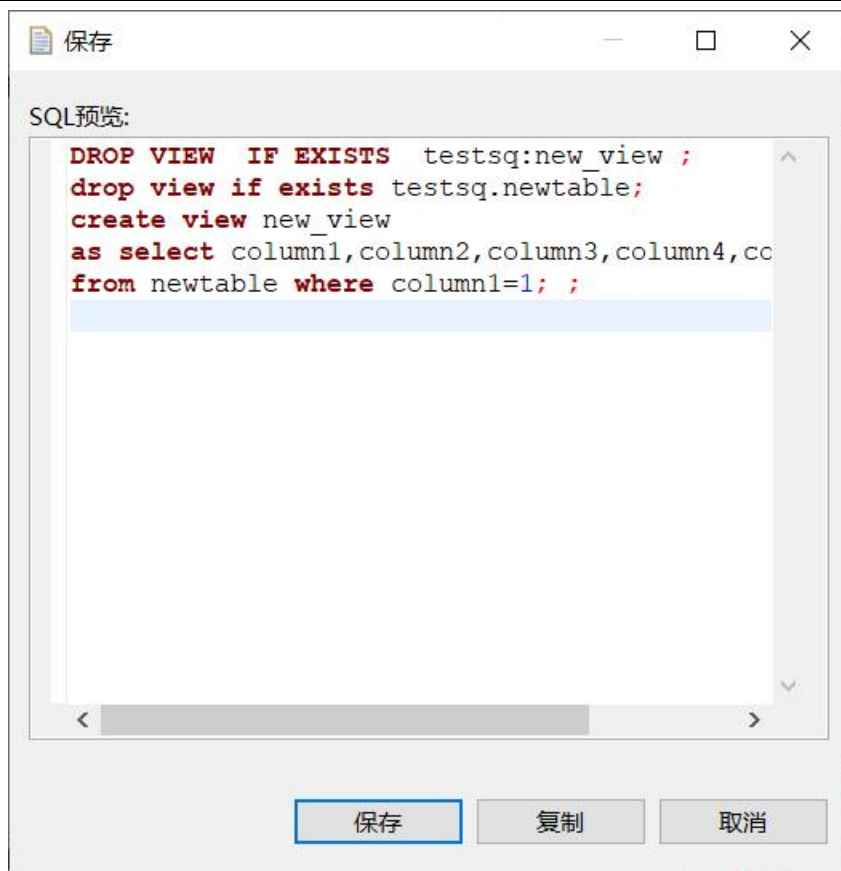 保存
SQL预览:
DROP VIEW  IF EXISTS  testsq:new_view ;
drop view if exists testsq.newtable;
create view new_view
as select column1,column2,column3,column4,co
from newtable where column1=1; ;
保存 复制 取消